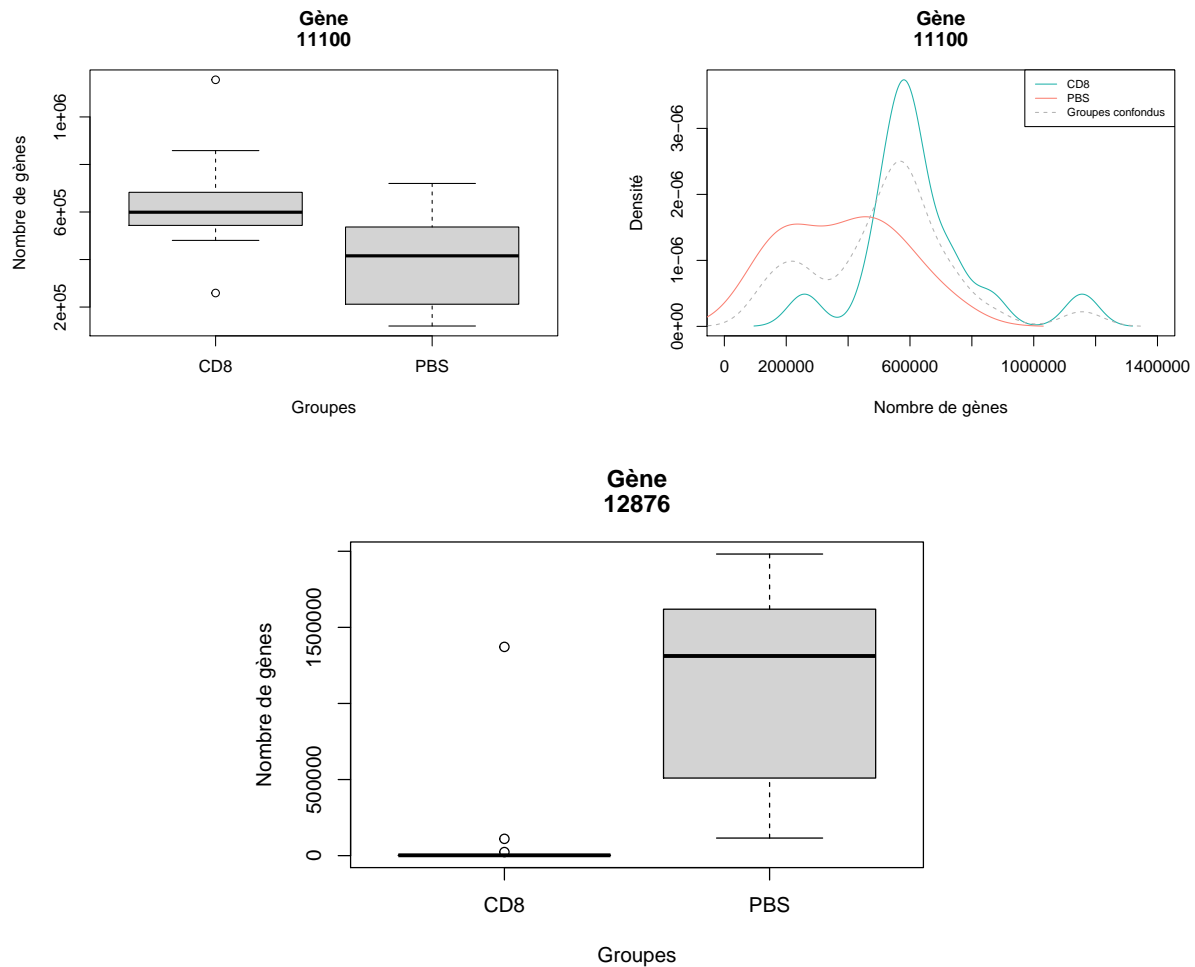 Gène
11100
Nombre de gènes
1e+06
6e+05
2e+05
CD8 PBS
Groupes
Gène
11100
CD8
PBS
Groupes confondus
Densité
3e−06
2e−06
1e−06
0e+00
0 200000 600000 1000000 1400000
Nombre de gènes
Gène
12876
Nombre de gènes
1500000
500000
0
CD8 PBS
Groupes